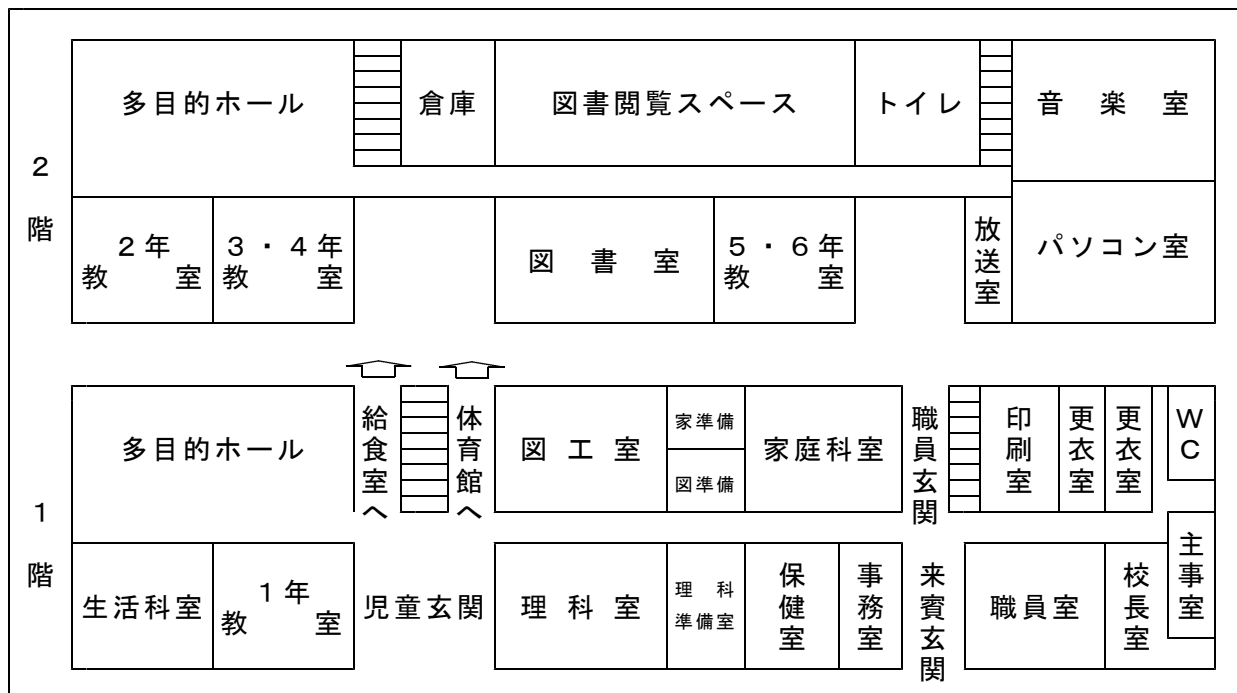 2階
多目的ホール
倉庫
図書閲覧スペース
トイレ
音楽室
2年
教室
3・4年
教室
図書室
5・6年
教室
放送室
パソコン室
1階
多目的ホール
給食室へ
体育館へ
図工室
家準備
図準備
家庭科室
職員玄関
印刷室
更衣室
更衣室
WC
生活科室
1年
教室
児童玄関
理科室
理科
準備室
保健室
事務室
来賓玄関
職員室
校長室
主事室